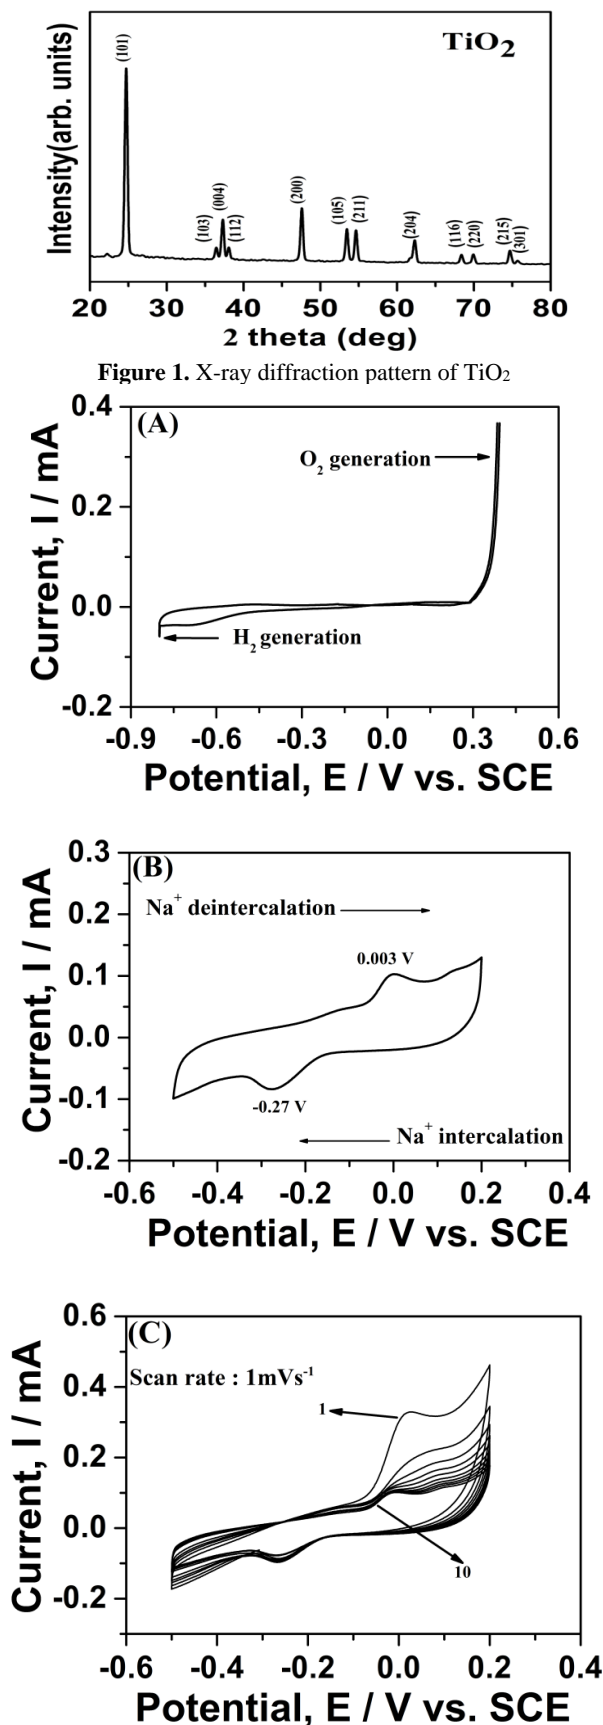 TiO2
Intensity(arb. units)
(101)
(103)
(004)
(112)
(200)
(105)
(211)
(204)
(116)
(220)
(215)
(301)
20 30 40 50 60 70 80
2 theta (deg)
Figure 1. X-ray diffraction pattern of TiO2
(A)
O2 generation
H2 generation
Current, I / mA
0.4
0.2
0.0
-0.2
-0.9 -0.6 -0.3 0.0 0.3 0.6
Potential, E / V vs. SCE
(B)
Na+ deintercalation
0.003 V
-0.27 V
Na+ intercalation
Current, I / mA
0.3
0.2
0.1
0.0
-0.1
-0.2
-0.6 -0.4 -0.2 0.0 0.2 0.4
Potential, E / V vs. SCE
(C)
Scan rate : 1mVs-1
1
10
Current, I / mA
0.6
0.4
0.2
0.0
-0.2
-0.6 -0.4 -0.2 0.0 0.2 0.4
Potential, E / V vs. SCE